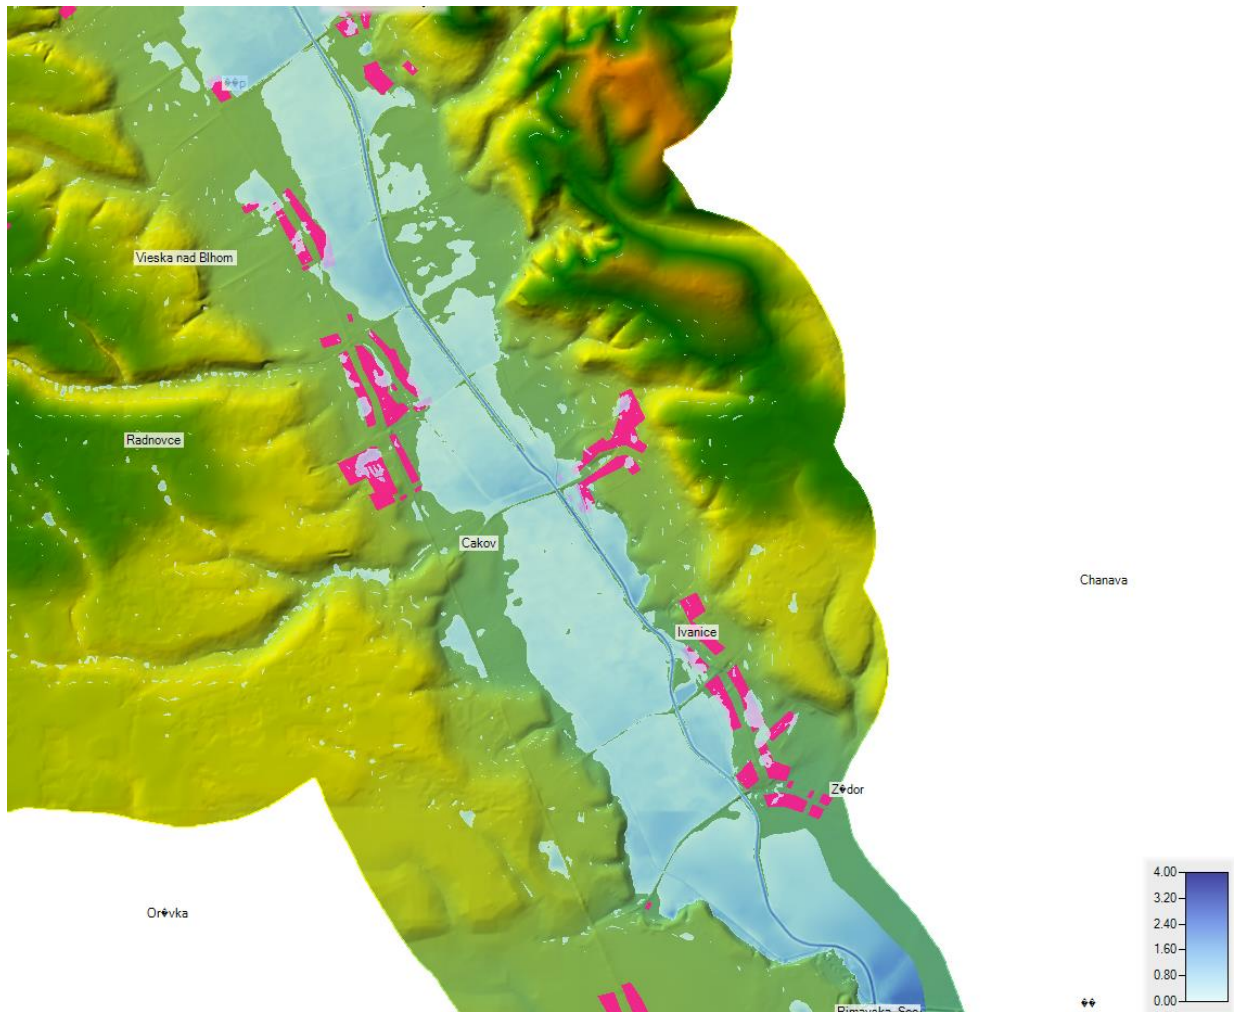 ��p
Vieska nad Blhom
Radnovce
Cakov
Chanava
Ivanice
Z�dor
Or�vka
4.00
3.20
2.40
1.60
0.80
0.00
��